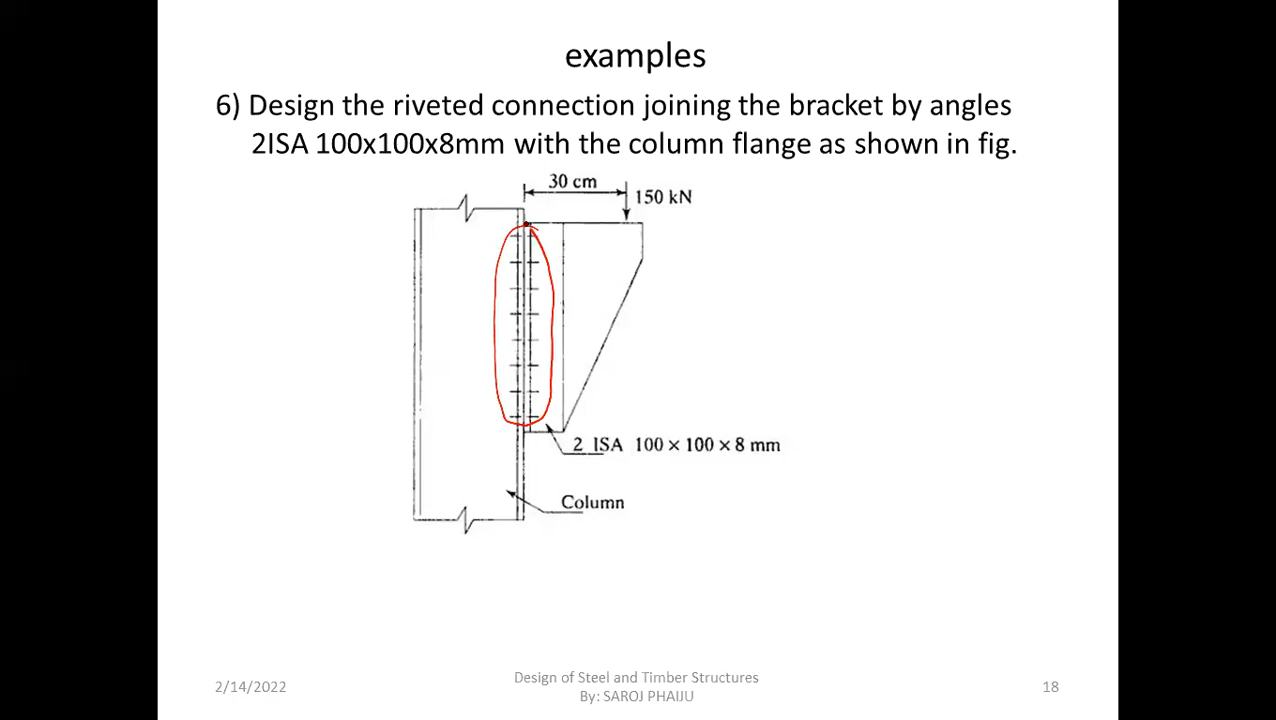 examples
6) Design the riveted connection joining the bracket by angles
2ISA 100x100x8mm with the column flange as shown in fig.
30 cm
150 kN
2 ISA 100 × 100 × 8 mm
Column
2/14/2022
Design of Steel and Timber Structures
By: SAROJ PHAIJU
18